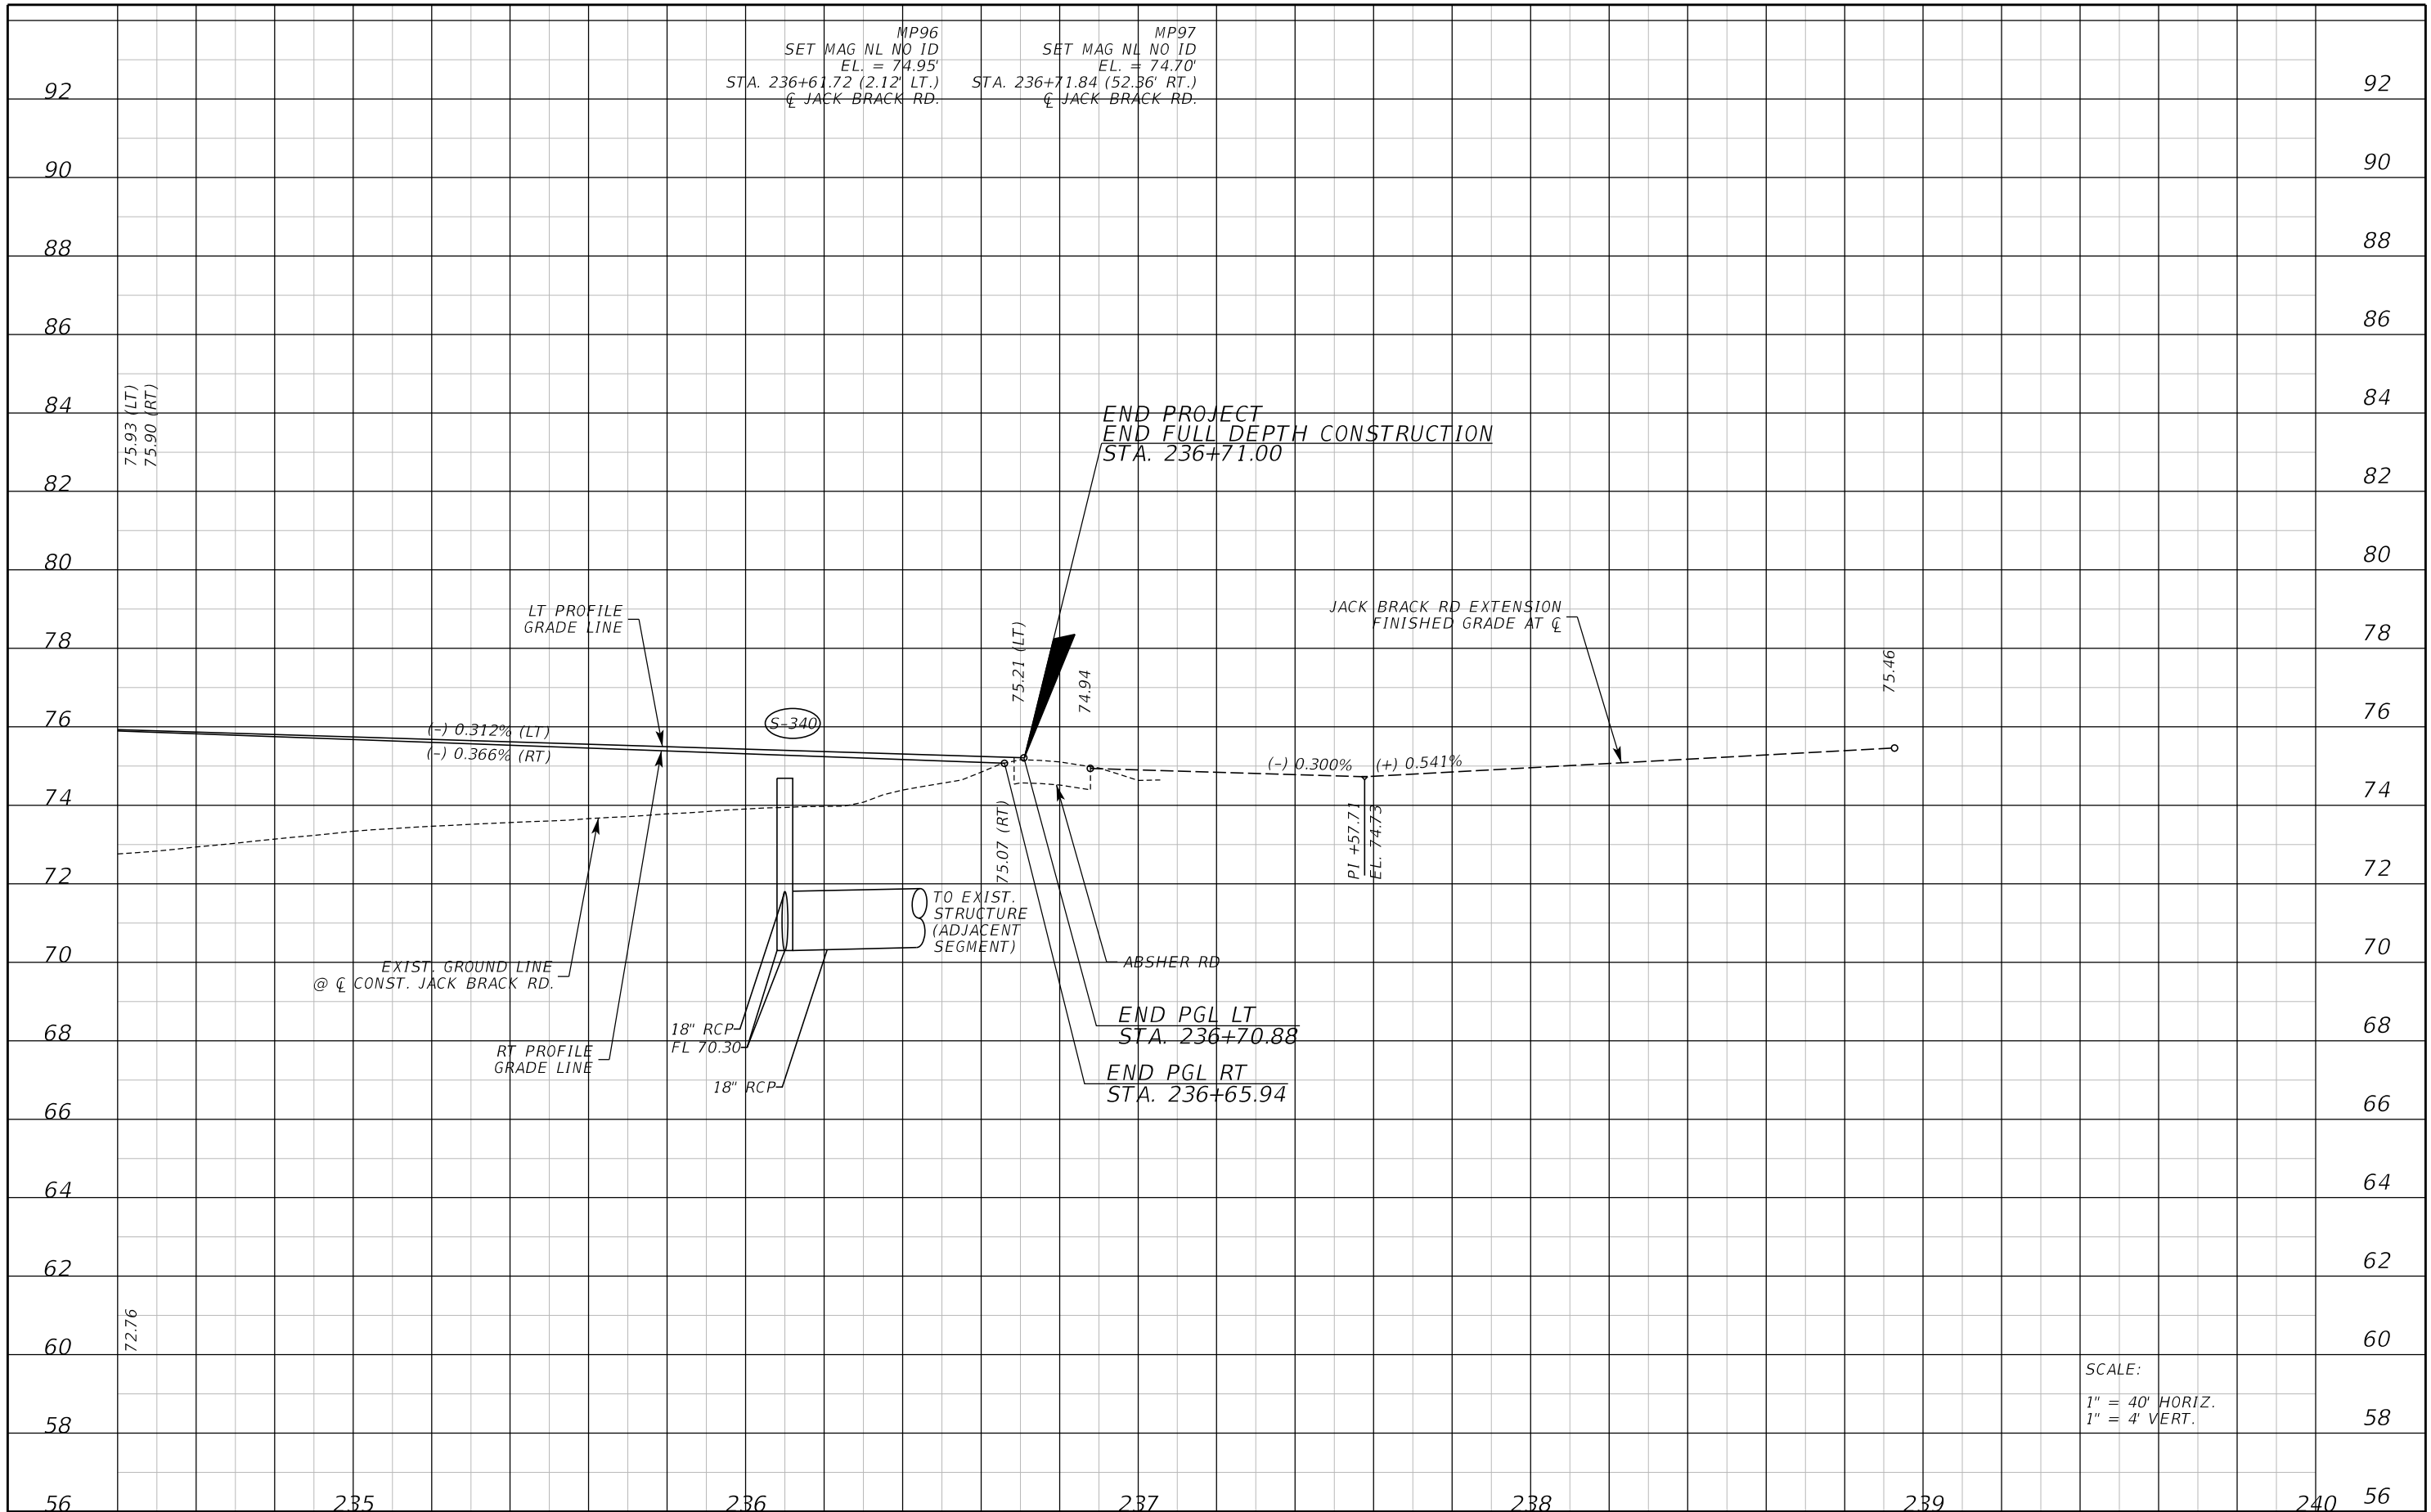 MP96
SET MAG NL NO ID
EL. = 74.95'
STA. 236+61.72 (2.12' LT.)
℄ JACK BRACK RD.
MP97
SET MAG NL NO ID
EL. = 74.70'
STA. 236+71.84 (52.36' RT.)
℄ JACK BRACK RD.
92
92
90
90
88
88
86
86
84
84
82
82
80
80
78
78
76
76
74
74
72
72
70
70
68
68
66
66
64
64
62
62
60
60
58
58
56
56
75.93 (LT)
75.90 (RT)
END PROJECT
END FULL DEPTH CONSTRUCTION
STA. 236+71.00
LT PROFILE
GRADE LINE
JACK BRACK RD EXTENSION
FINISHED GRADE AT ℄
75.21 (LT)
74.94
75.46
(-) 0.312% (LT)
(-) 0.366% (RT)
S-340
(-) 0.300%
(+) 0.541%
75.07 (RT)
PI +57.71
EL. 74.73
TO EXIST.
STRUCTURE
(ADJACENT
SEGMENT)
EXIST. GROUND LINE
@ ℄ CONST. JACK BRACK RD.
ABSHER RD
18" RCP
FL 70.30
18" RCP
RT PROFILE
GRADE LINE
END PGL LT
STA. 236+70.88
END PGL RT
STA. 236+65.94
72.76
SCALE:
1" = 40' HORIZ.
1" = 4' VERT.
235
236
237
238
239
240